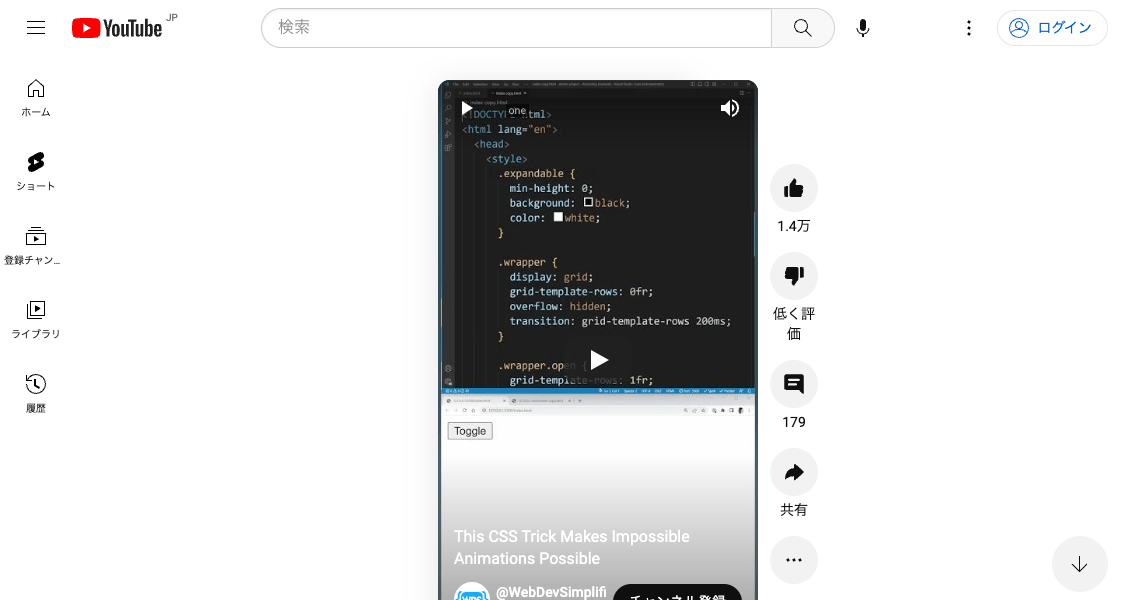 YouTube JP
検索
ログイン
ホーム
ショート
登録チャン...
ライブラリ
履歴
one
<!DOCTYPE html>
<html lang="en">
<head>
<style>
.expandable {
min-height: 0;
background: black;
color: white;
}
.wrapper {
display: grid;
grid-template-rows: 0fr;
overflow: hidden;
transition: grid-template-rows 200ms;
}
.wrapper.open {
grid-template-rows: 1fr;
Toggle
This CSS Trick Makes Impossible
Animations Possible
@WebDevSimplifi
チャンネル登録
1.4万
低く評
価
179
共有